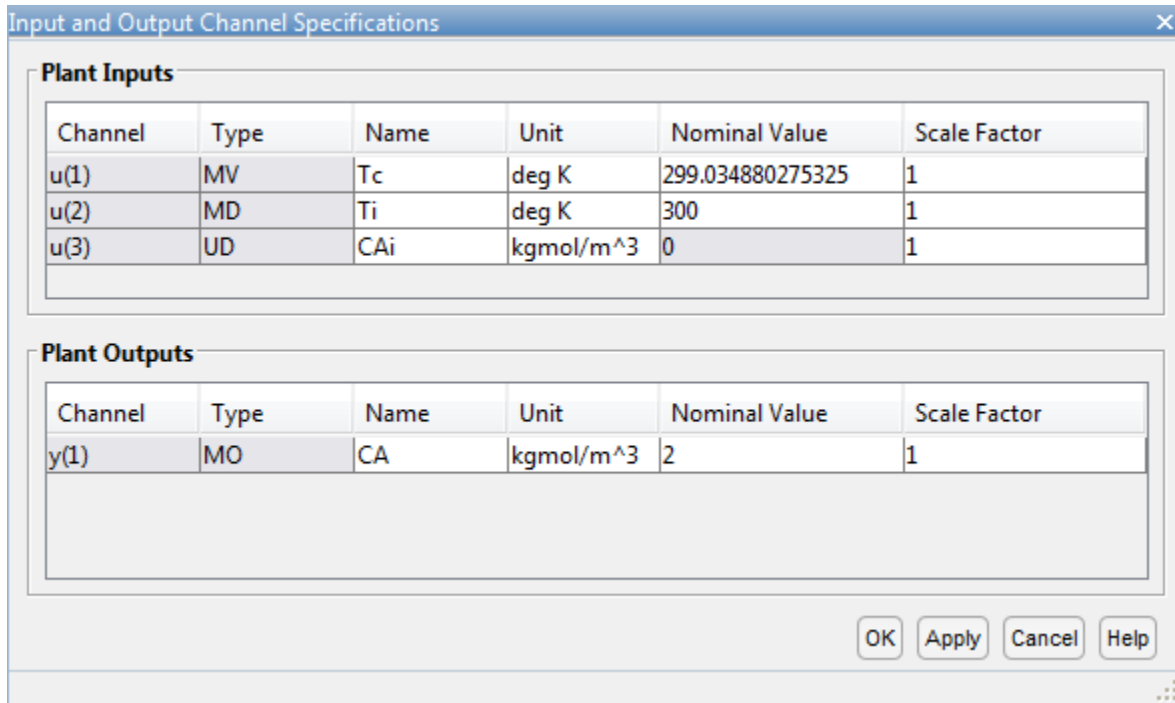 Input and Output Channel Specifications
Plant Inputs
Channel Type Name Unit Nominal Value Scale Factor
u(1) MV Tc deg K 299.034880275325 1
u(2) MD Ti deg K 300 1
u(3) UD CAi kgmol/m^3 0 1
Plant Outputs
Channel Type Name Unit Nominal Value Scale Factor
y(1) MO CA kgmol/m^3 2 1
OK Apply Cancel Help